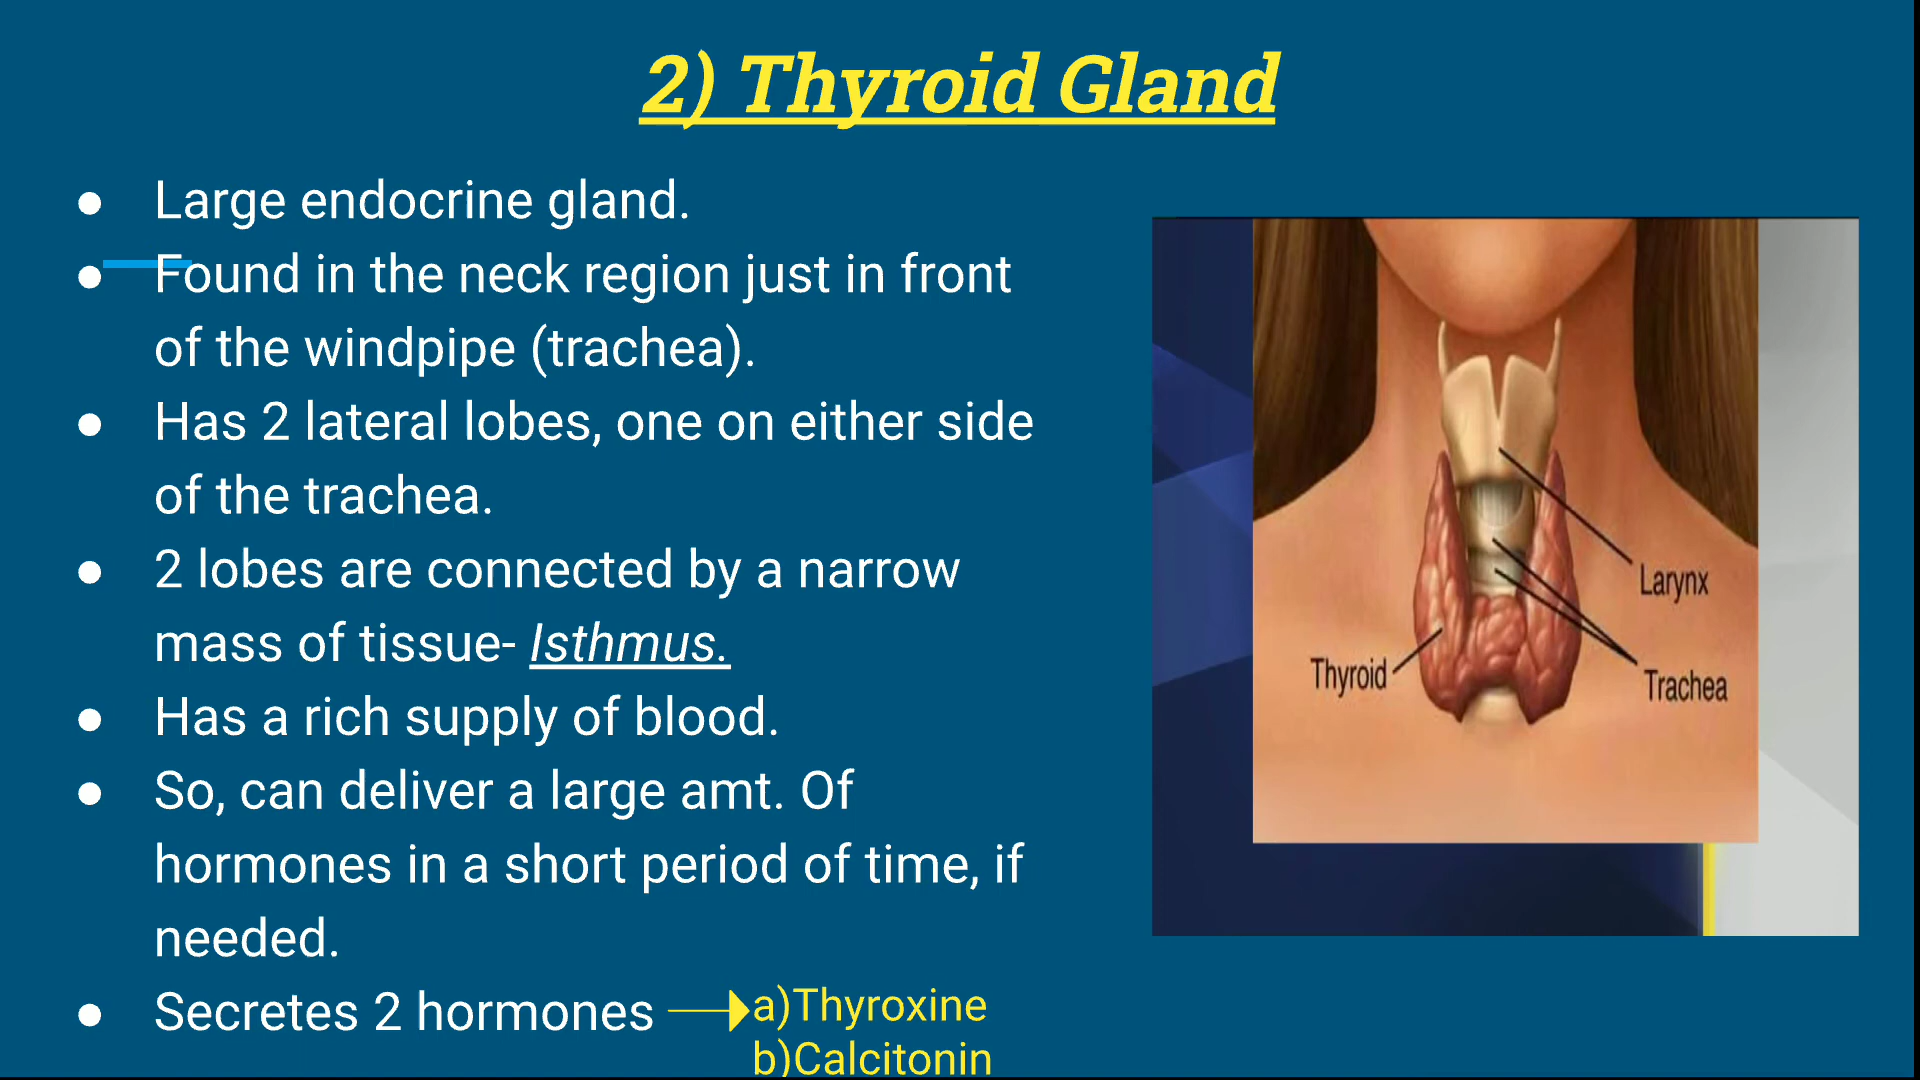 2) Thyroid Gland
● Large endocrine gland.
● Found in the neck region just in front
of the windpipe (trachea).
● Has 2 lateral lobes, one on either side
of the trachea.
● 2 lobes are connected by a narrow
mass of tissue- Isthmus.
● Has a rich supply of blood.
● So, can deliver a large amt. Of
hormones in a short period of time, if
needed.
● Secretes 2 hormones
a)Thyroxine
b)Calcitonin
Larynx
Thyroid
Trachea